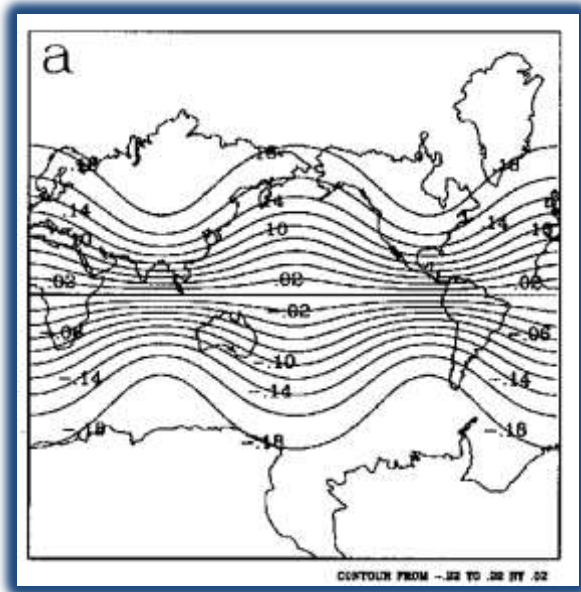 a
.18 .18 .18
.14 .14 .14
.10 .10 .10
.02 .02 .02
-.02
-.06 -.06
-.10
-.14 -.14 -.14
-.18 -.18 -.18
CONTOUR FROM -.22 TO .22 BY .02